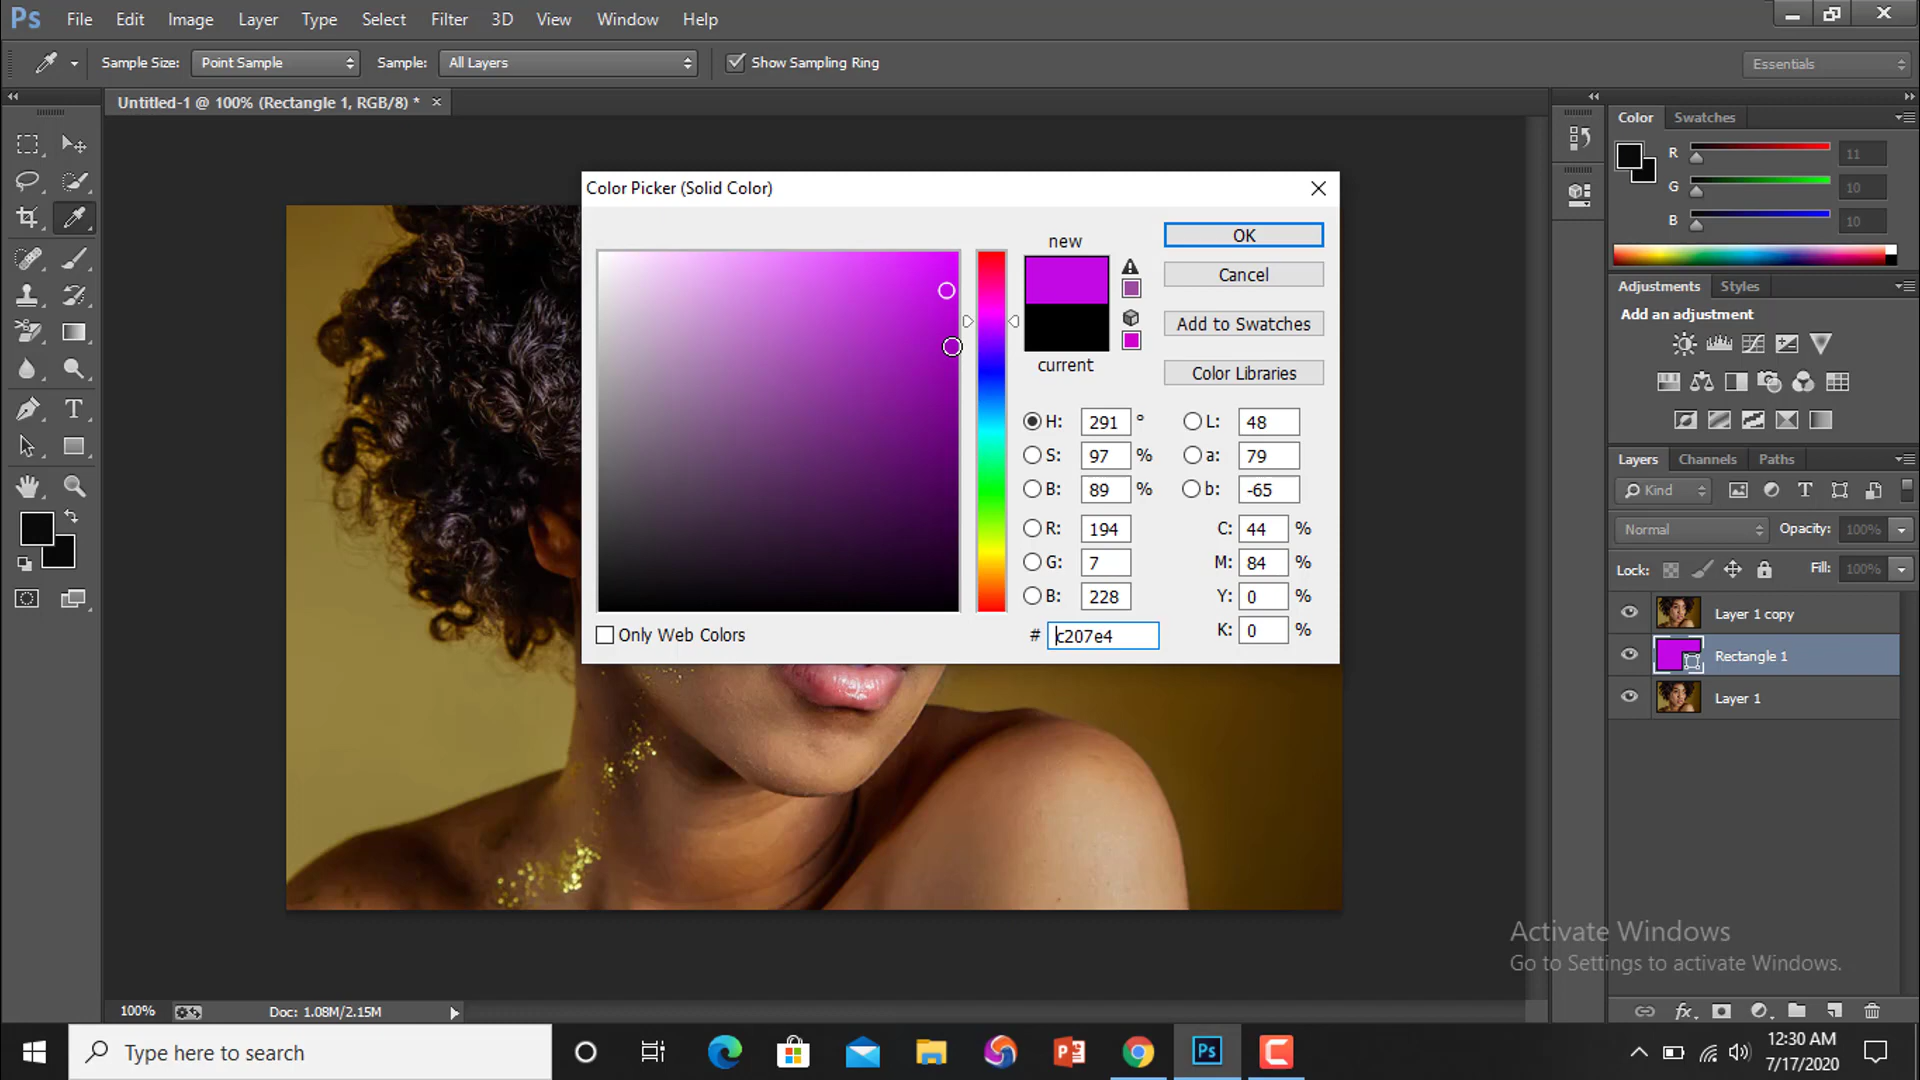 Ps File Edit Image Layer Type Select Filter 3D View Window Help
Sample Size: Point Sample Sample: All Layers Show Sampling Ring Essentials
Untitled-1 @ 100% (Rectangle 1, RGB/8) * ×
Color Swatches
R 11
G 10
B 10
Color Picker (Solid Color)
new
current
OK
Cancel
Add to Swatches
Color Libraries
H: 291 °
S: 97 %
B: 89 %
R: 194
G: 7
B: 228
# c207e4
L: 48
a: 79
b: -65
C: 44 %
M: 84 %
Y: 0 %
K: 0 %
Only Web Colors
Adjustments Styles
Add an adjustment
Layers Channels Paths
Kind
Normal Opacity: 100%
Lock: Fill: 100%
Layer 1 copy
Rectangle 1
Layer 1
Activate Windows
Go to Settings to activate Windows.
100% Doc: 1.08M/2.15M
fx
Type here to search
Ps
12:30 AM
7/17/2020